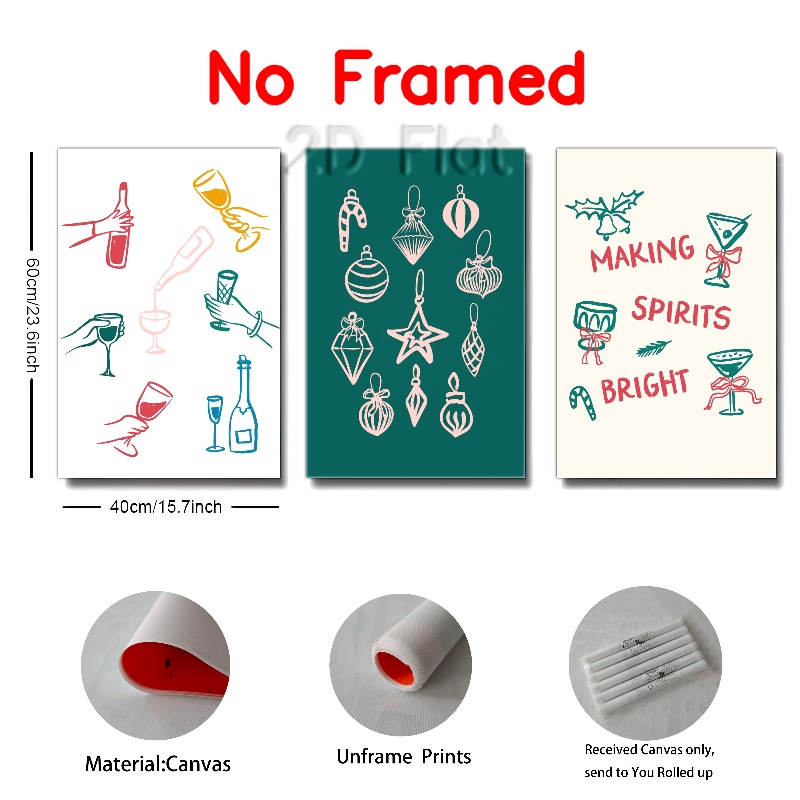 No Framed
2D Flat
60cm/23.6inch
40cm/15.7inch
MAKING
SPIRITS
BRIGHT
Material:Canvas
Unframe Prints
Received Canvas only,
send to You Rolled up